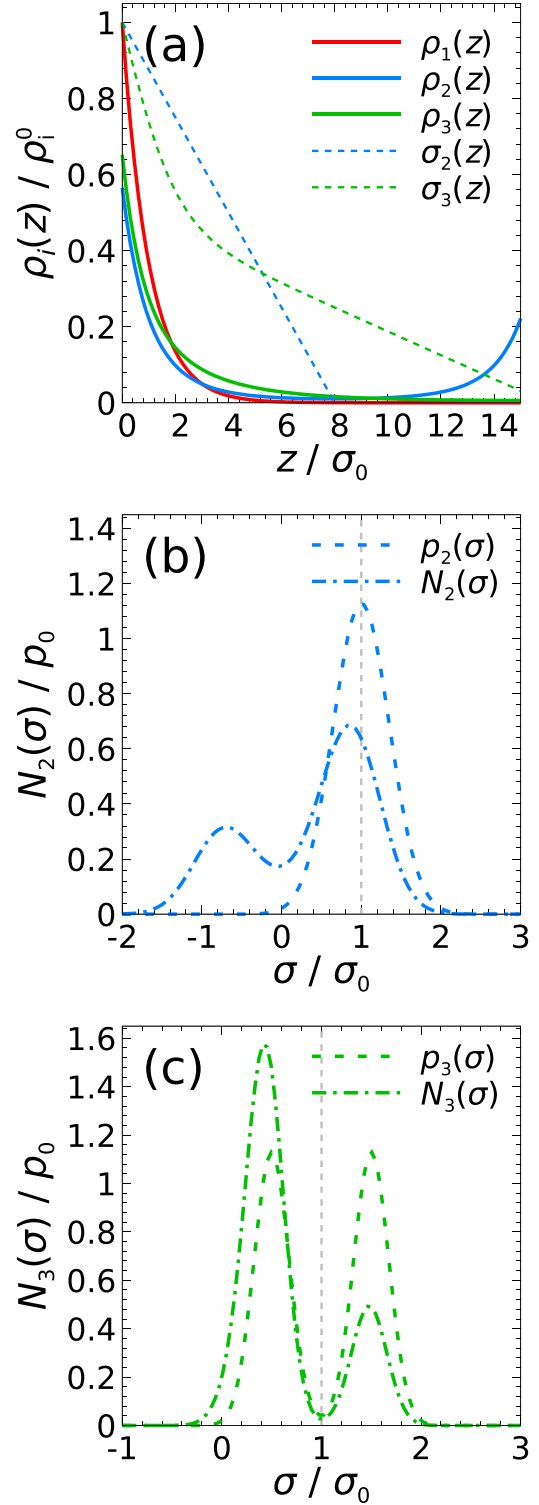 (a)
ρ₁(z)
ρ₂(z)
ρ₃(z)
σ₂(z)
σ₃(z)
1
0.8
0.6
0.4
0.2
0
ρᵢ(z) / ρᵢ⁰
0 2 4 6 8 10 12 14
z / σ₀
(b)
p₂(σ)
N₂(σ)
1.4
1.2
1
0.8
0.6
0.4
0.2
0
N₂(σ) / p₀
-2 -1 0 1 2 3
σ / σ₀
(c)
p₃(σ)
N₃(σ)
1.6
1.4
1.2
1
0.8
0.6
0.4
0.2
0
N₃(σ) / p₀
-1 0 1 2 3
σ / σ₀